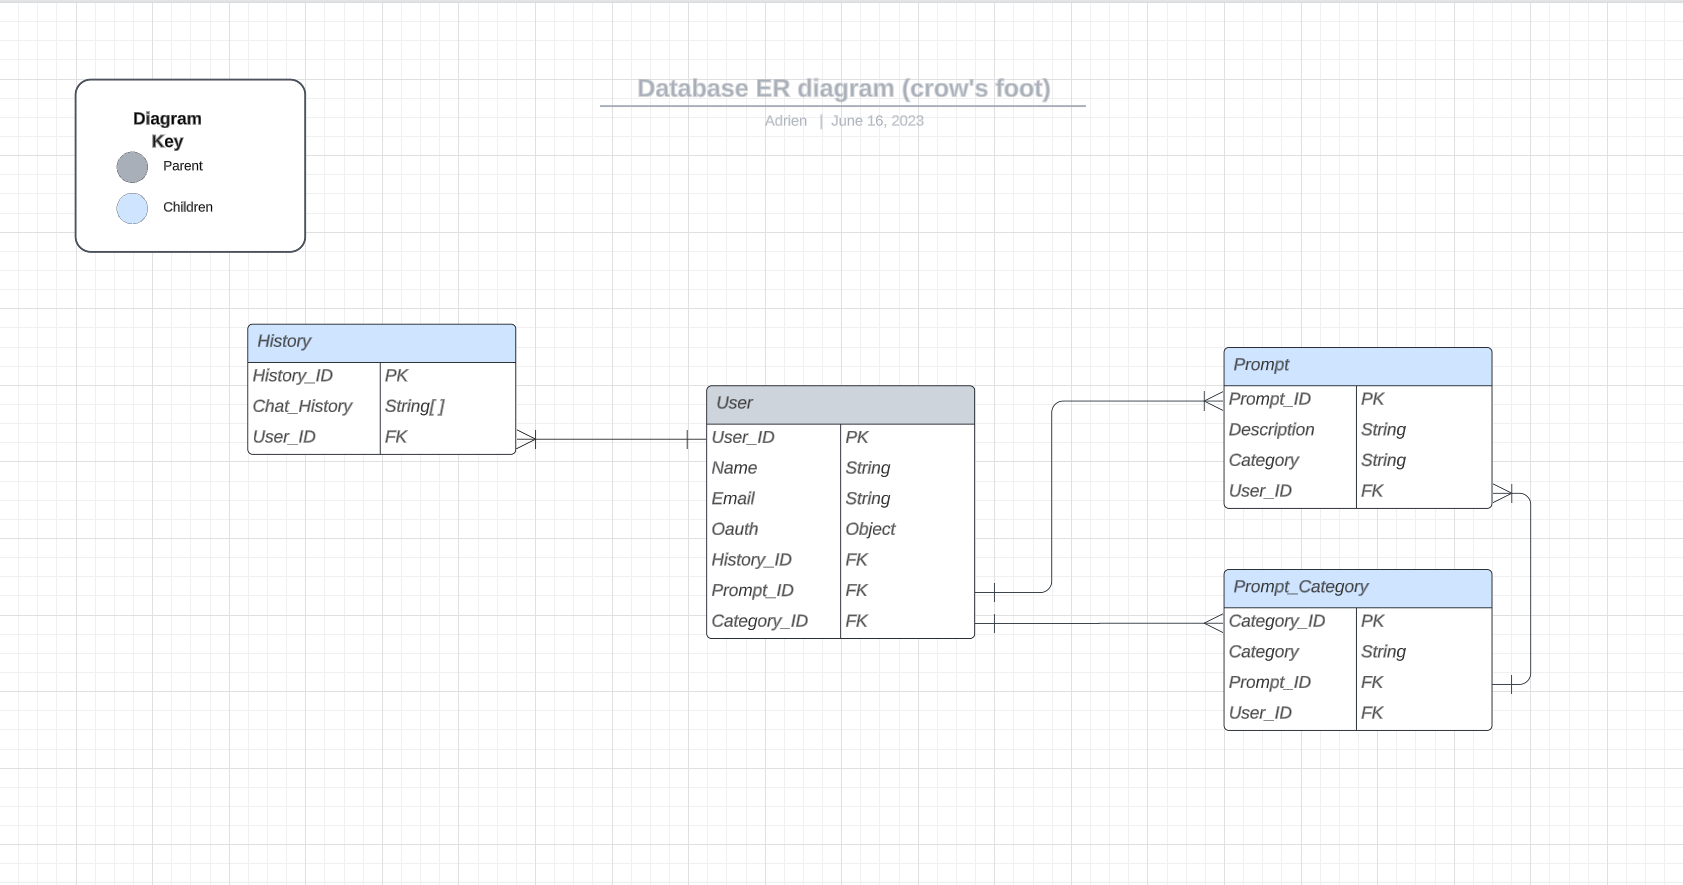 Database ER diagram (crow's foot)
Adrien | June 16, 2023
Diagram
Key
Parent
Children
History
History_ID PK
Chat_History String[ ]
User_ID FK
User
User_ID PK
Name String
Email String
Oauth Object
History_ID FK
Prompt_ID FK
Category_ID FK
Prompt
Prompt_ID PK
Description String
Category String
User_ID FK
Prompt_Category
Category_ID PK
Category String
Prompt_ID FK
User_ID FK